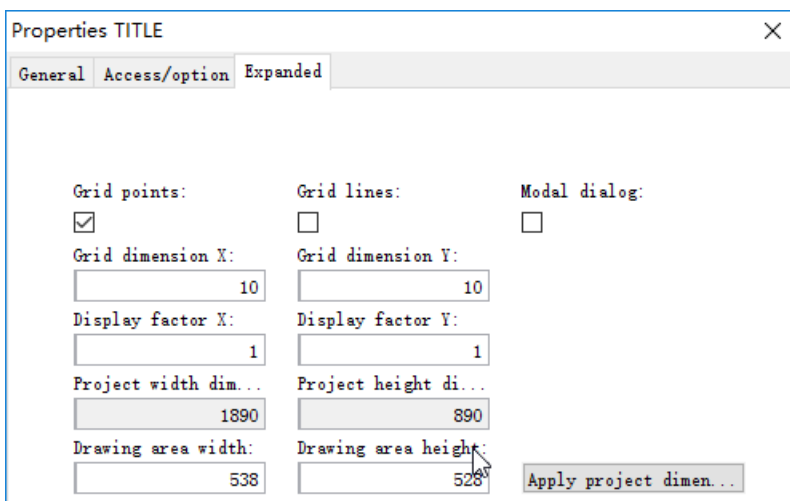 Properties TITLE
General Access/option Expanded
Grid points: Grid lines: Modal dialog:
Grid dimension X: Grid dimension Y:
10 10
Display factor X: Display factor Y:
1 1
Project width dim... Project height di...
1890 890
Drawing area width: Drawing area height:
538 528 Apply project dimen...